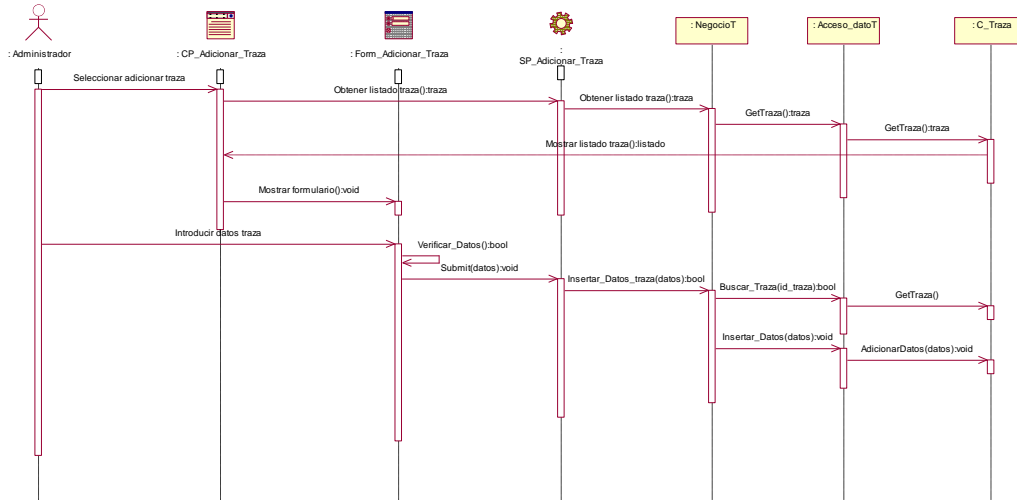 : Administrador
: CP_Adicionar_Traza
: Form_Adicionar_Traza
:
SP_Adicionar_Traza
: NegocioT
: Acceso_datoT
: C_Traza
Seleccionar adicionar traza
Obtener listado traza():traza
Obtener listado traza():traza
GetTraza():traza
GetTraza():traza
Mostrar listado traza():listado
Mostrar formulario():void
Introducir datos traza
Verificar_Datos():bool
Submit(datos):void
Insertar_Datos_traza(datos):bool
Buscar_Traza(id_traza):bool
GetTraza()
Insertar_Datos(datos):void
AdicionarDatos(datos):void